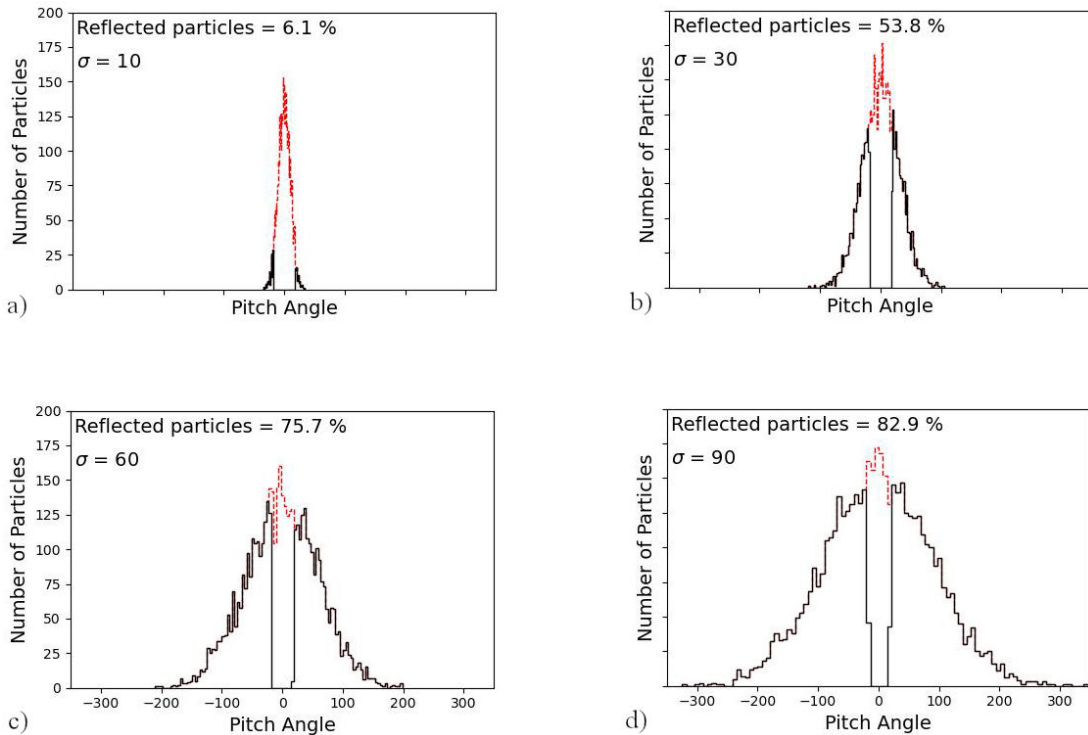 Reflected particles = 6.1 %
σ = 10
Number of Particles
200
175
150
125
100
75
50
25
0
Pitch Angle
a)
Reflected particles = 53.8 %
σ = 30
Number of Particles
Pitch Angle
b)
Reflected particles = 75.7 %
σ = 60
Number of Particles
200
175
150
125
100
75
50
25
0
−300 −200 −100 0 100 200 300
Pitch Angle
c)
Reflected particles = 82.9 %
σ = 90
Number of Particles
−300 −200 −100 0 100 200 300
Pitch Angle
d)